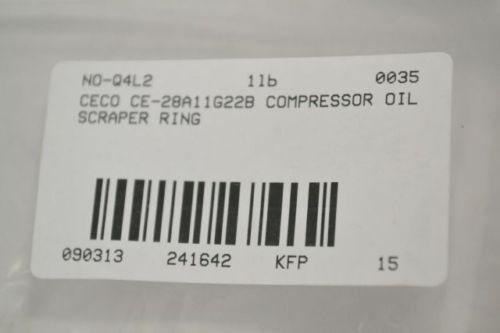 NO-Q4L2 1lb 0035
CECO CE-28A11G22B COMPRESSOR OIL
SCRAPER RING
090313 241642 KFP 15